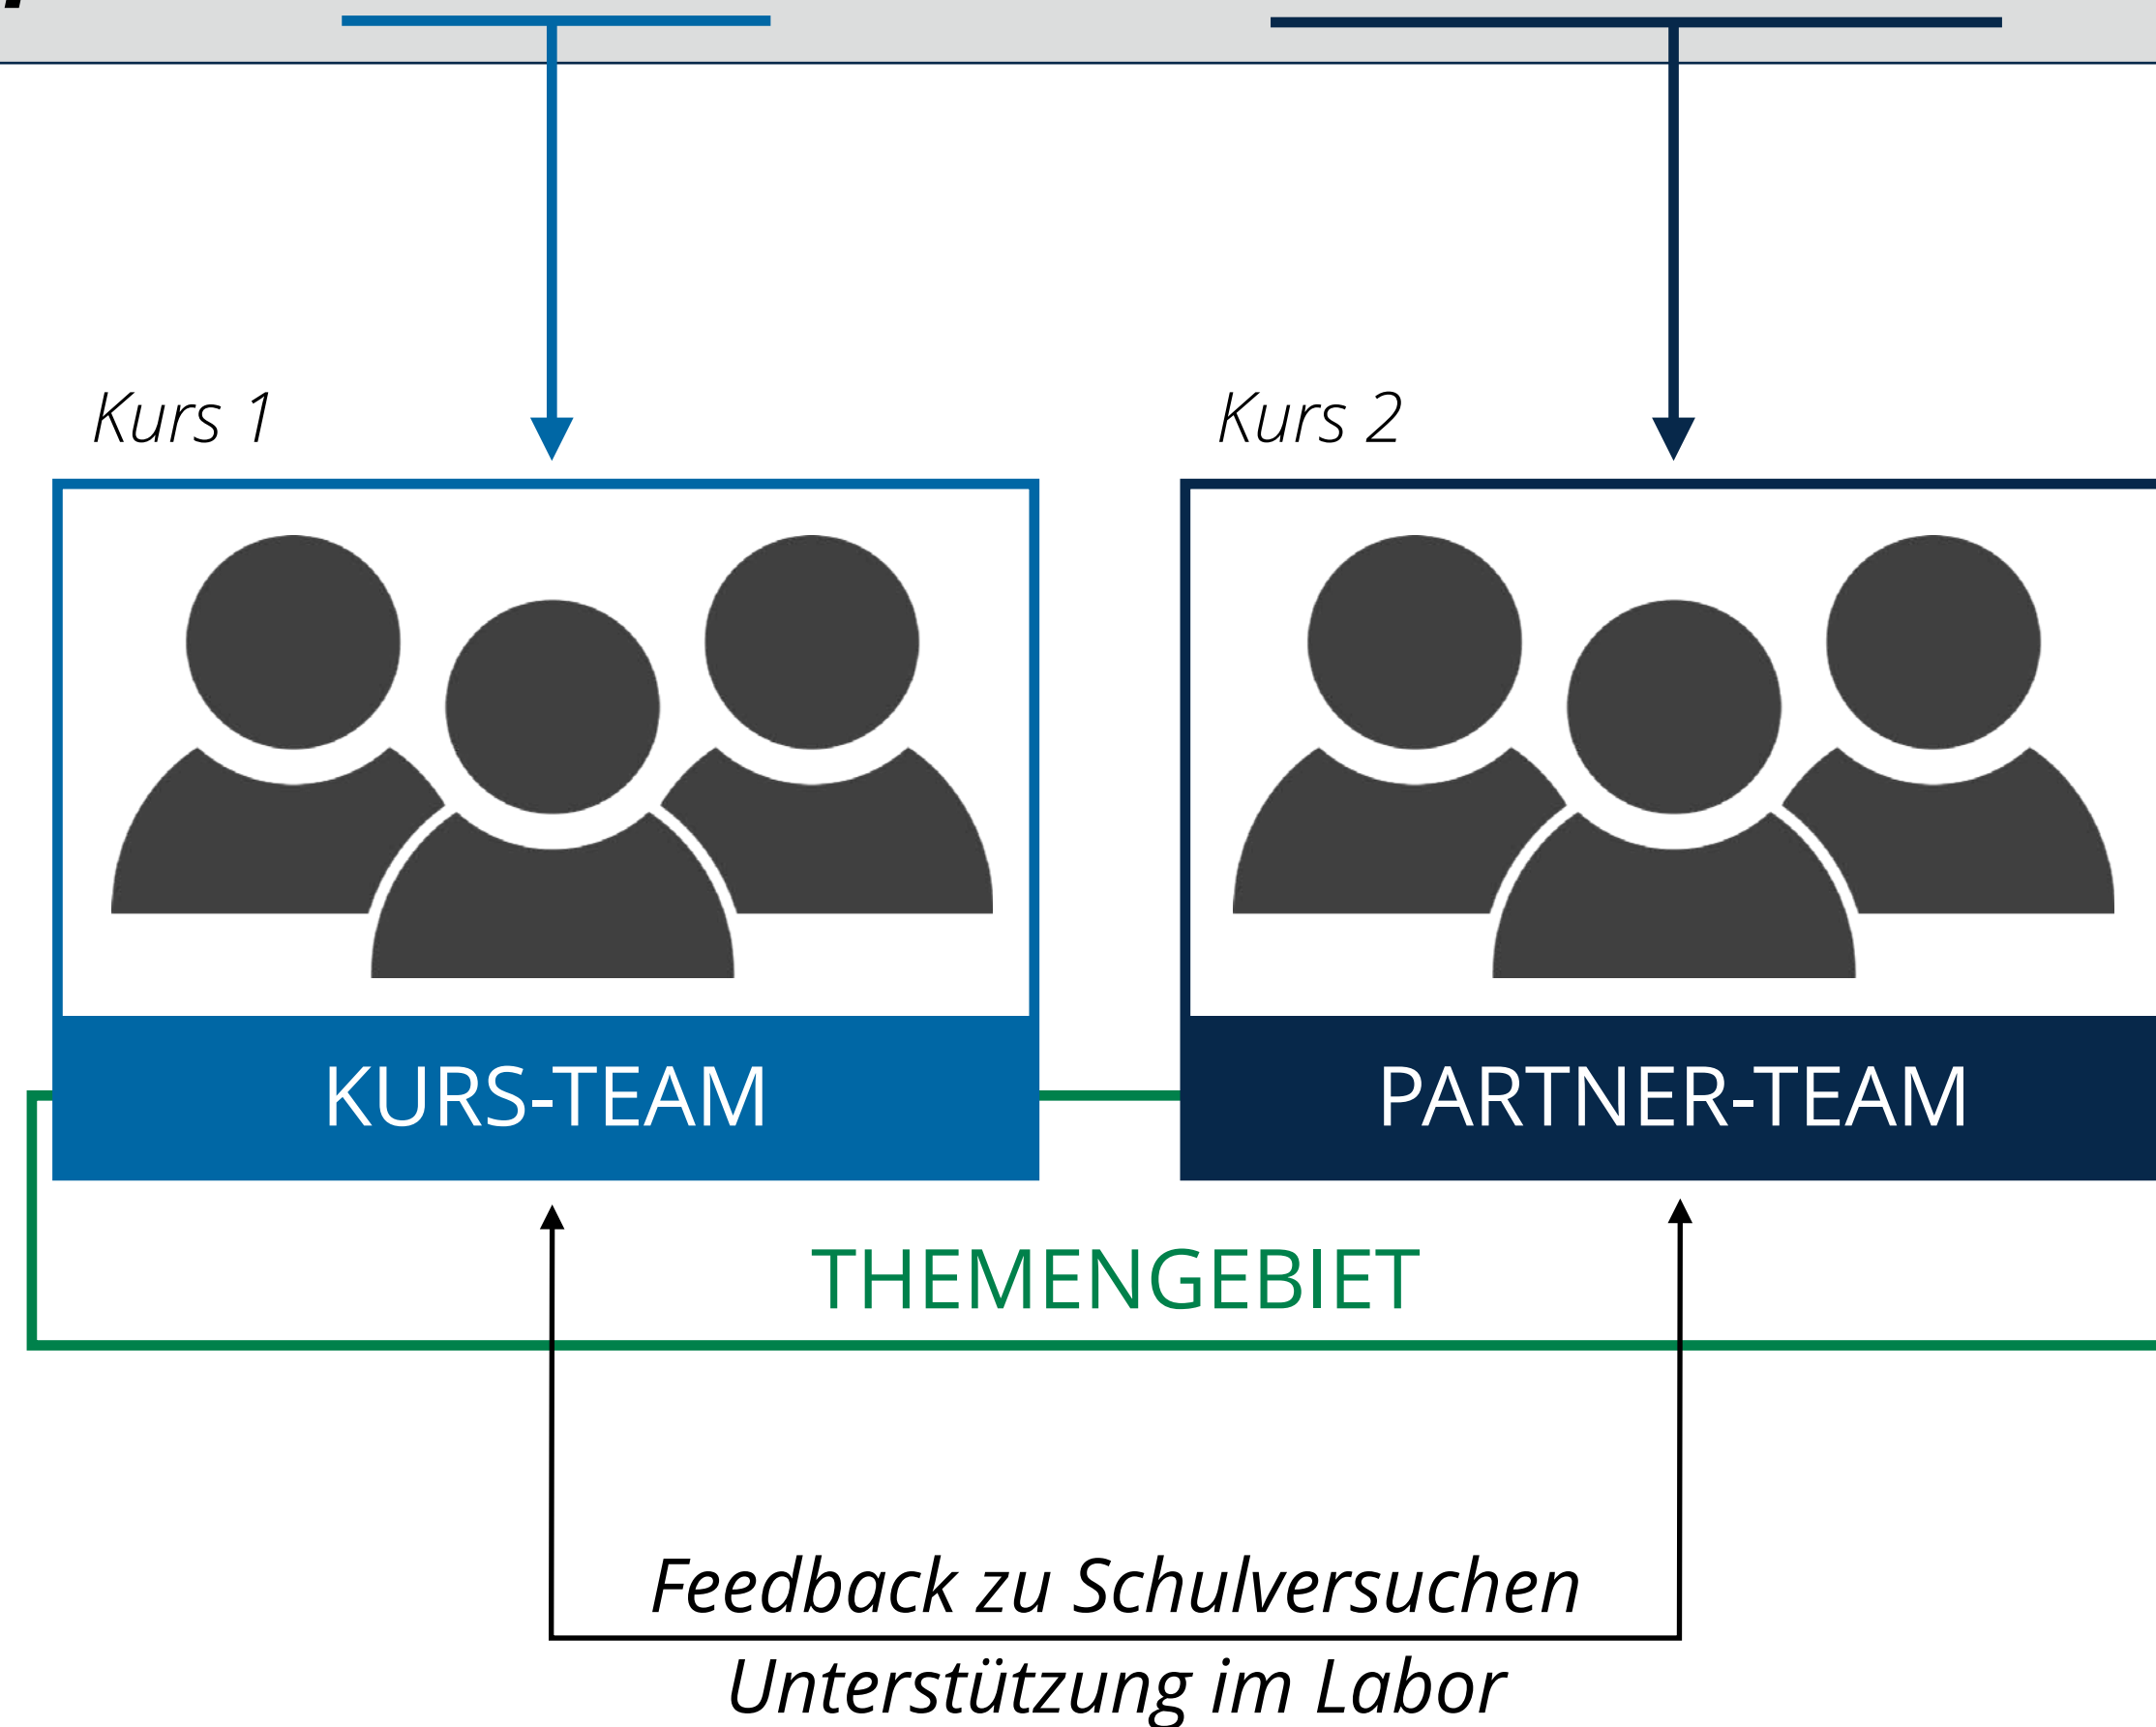 Kurs 1
Kurs 2
KURS-TEAM
PARTNER-TEAM
THEMENGEBIET
Feedback zu Schulversuchen
Unterstützung im Labor